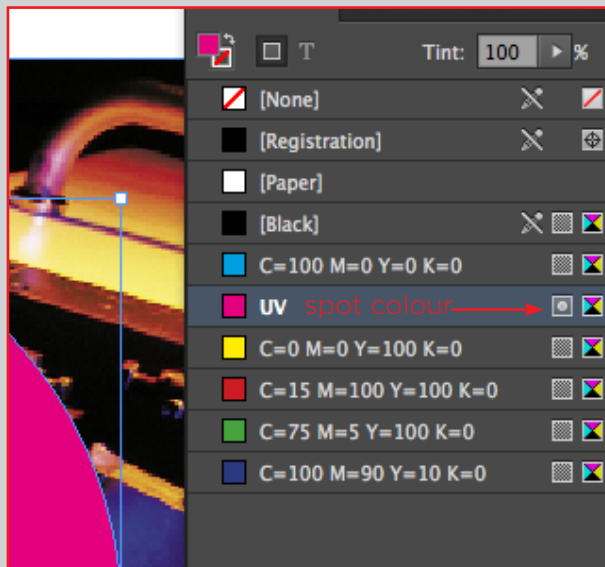 T Tint: 100 %
[None]
[Registration]
[Paper]
[Black]
C=100 M=0 Y=0 K=0
UV spot colour
C=0 M=0 Y=100 K=0
C=15 M=100 Y=100 K=0
C=75 M=5 Y=100 K=0
C=100 M=90 Y=10 K=0